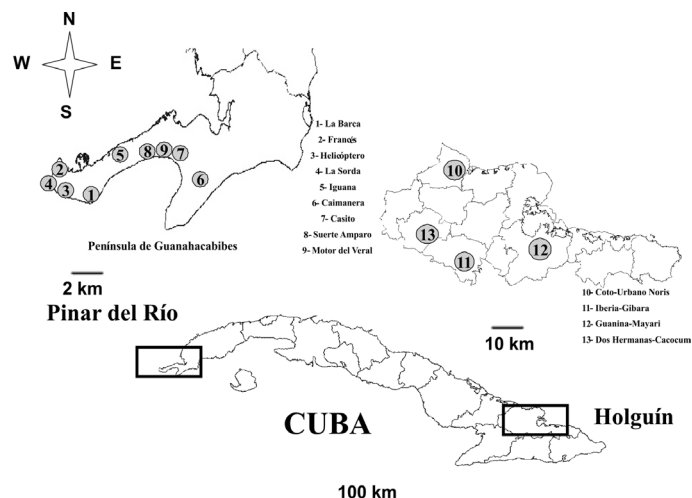 N
W
E
S
1- La Barca
2- Francés
3- Helicóptero
4- La Sorda
5- Iguana
6- Caimanera
7- Casito
8- Suerte Amparo
9- Motor del Veral
5
8
9
7
2
4
3
1
6
Península de Guanahacabibes
2 km
Pinar del Río
10
13
11
12
10- Coto-Urbano Noris
11- Iberia-Gibara
12- Guanina-Mayari
13- Dos Hermanas-Cacocum
10 km
CUBA
Holguín
100 km